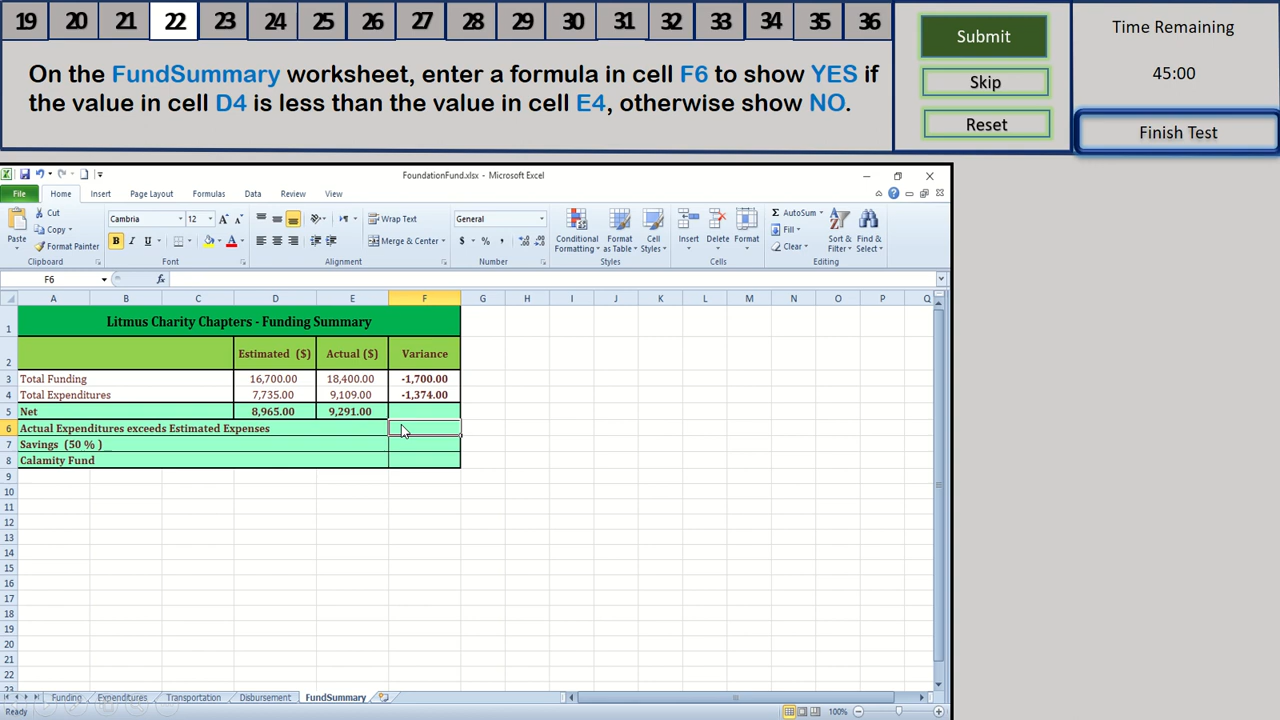 19 20 21 22 23 24 25 26 27 28 29 30 31 32 33 34 35 36
On the FundSummary worksheet, enter a formula in cell F6 to show YES if
the value in cell D4 is less than the value in cell E4, otherwise show NO.
Submit
Skip
Reset
Time Remaining
45:00
Finish Test
FoundationFund.xlsx - Microsoft Excel
File Home Insert Page Layout Formulas Data Review View
Paste
Cut
Copy
Format Painter
Clipboard
Cambria 12
B I U A
Font
Wrap Text
Merge & Center
Alignment
General
$ % ,
Number
Conditional Formatting
Format as Table
Cell Styles
Styles
Insert Delete Format
Cells
Σ AutoSum
Fill
Clear
Sort & Filter
Find & Select
Editing
F6 fx
A B C D E F G H I J K L M N O P Q
1 Litmus Charity Chapters - Funding Summary
2 Estimated ($) Actual ($) Variance
3 Total Funding 16,700.00 18,400.00 -1,700.00
4 Total Expenditures 7,735.00 9,109.00 -1,374.00
5 Net 8,965.00 9,291.00
6 Actual Expenditures exceeds Estimated Expenses
7 Savings (50 % )
8 Calamity Fund
9
10
11
12
13
14
15
16
17
18
19
20
21
22
23
Funding Expenditures Transportation Disbursement FundSummary
Ready 100%